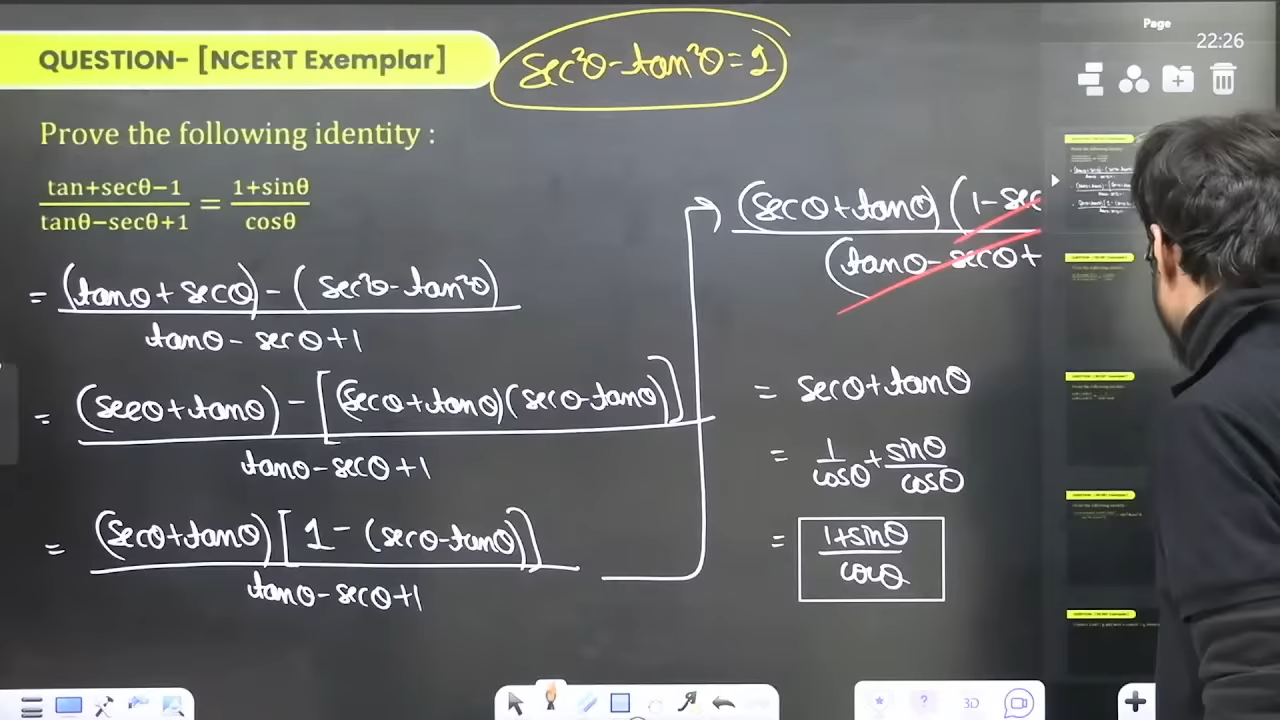 QUESTION- [NCERT Exemplar]
sec²θ - tan²θ = 1
Page
22:26
Prove the following identity :
tan+secθ−1 / tanθ−secθ+1 = 1+sinθ / cosθ
= (tanθ + secθ) - (sec²θ - tan²θ) / tanθ - secθ + 1
= (secθ + tanθ) - [(secθ + tanθ)(secθ - tanθ)] / tanθ - secθ + 1
= (secθ + tanθ)[1 - (secθ - tanθ)] / tanθ - secθ + 1
(secθ + tanθ)(1 - sec / (tanθ - secθ +
= secθ + tanθ
= 1/cosθ + sinθ/cosθ
= 1 + sinθ / cosθ
3D